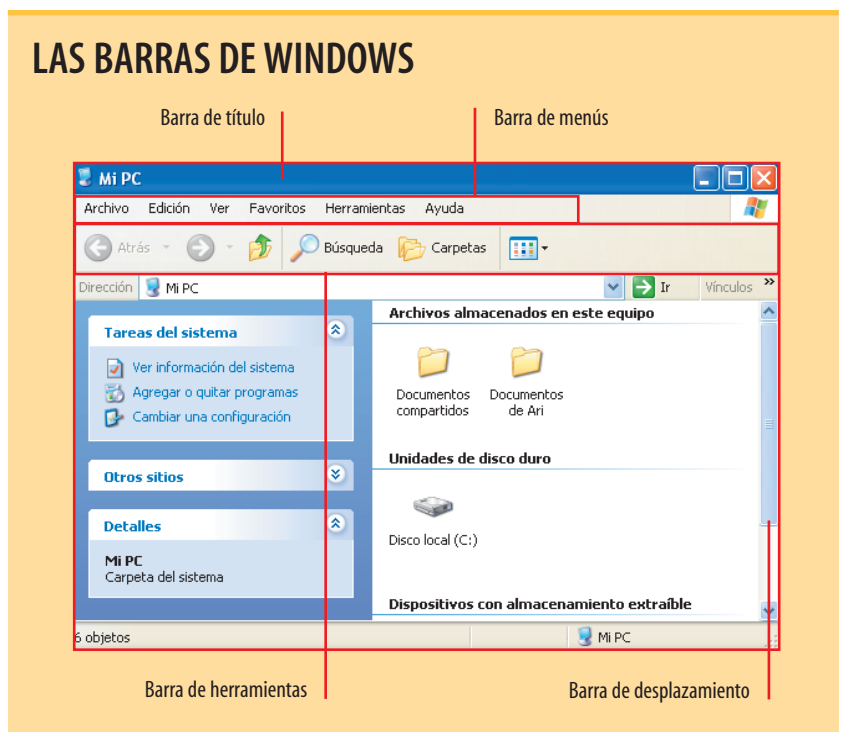 LAS BARRAS DE WINDOWS
Barra de título
Barra de menús
Mi PC
Archivo Edición Ver Favoritos Herramientas Ayuda
Atrás Búsqueda Carpetas
Dirección Mi PC Ir Vínculos »
Tareas del sistema
Ver información del sistema
Agregar o quitar programas
Cambiar una configuración
Otros sitios
Detalles
Mi PC
Carpeta del sistema
Archivos almacenados en este equipo
Documentos
compartidos
Documentos
de Ari
Unidades de disco duro
Disco local (C:)
Dispositivos con almacenamiento extraíble
6 objetos
Mi PC
Barra de herramientas
Barra de desplazamiento